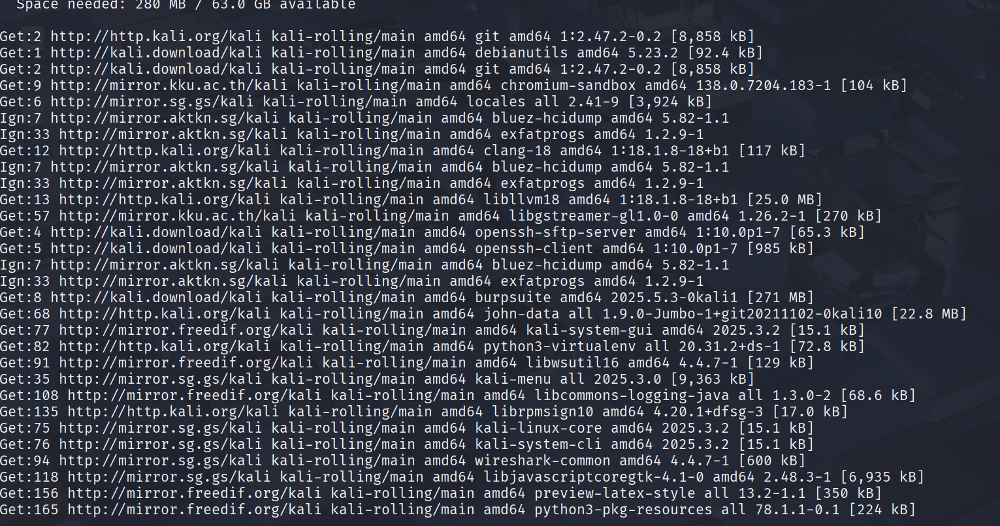 Space needed: 280 MB / 63.0 GB available
Get:2 http://http.kali.org/kali kali-rolling/main amd64 git amd64 1:2.47.2-0.2 [8,858 kB]
Get:1 http://kali.download/kali kali-rolling/main amd64 debianutils amd64 5.23.2 [92.4 kB]
Get:2 http://kali.download/kali kali-rolling/main amd64 git amd64 1:2.47.2-0.2 [8,858 kB]
Get:9 http://mirror.kku.ac.th/kali kali-rolling/main amd64 chromium-sandbox amd64 138.0.7204.183-1 [104 kB]
Get:6 http://mirror.sg.gs/kali kali-rolling/main amd64 locales all 2.41-9 [3,924 kB]
Ign:7 http://mirror.aktkn.sg/kali kali-rolling/main amd64 bluez-hcidump amd64 5.82-1.1
Ign:33 http://mirror.aktkn.sg/kali kali-rolling/main amd64 exfatprogs amd64 1.2.9-1
Get:12 http://http.kali.org/kali kali-rolling/main amd64 clang-18 amd64 1:18.1.8-18+b1 [117 kB]
Ign:7 http://mirror.aktkn.sg/kali kali-rolling/main amd64 bluez-hcidump amd64 5.82-1.1
Ign:33 http://mirror.aktkn.sg/kali kali-rolling/main amd64 exfatprogs amd64 1.2.9-1
Get:13 http://http.kali.org/kali kali-rolling/main amd64 libllvm18 amd64 1:18.1.8-18+b1 [25.0 MB]
Get:57 http://mirror.kku.ac.th/kali kali-rolling/main amd64 libgstreamer-gl1.0-0 amd64 1.26.2-1 [270 kB]
Get:4 http://kali.download/kali kali-rolling/main amd64 openssh-sftp-server amd64 1:10.0p1-7 [65.3 kB]
Get:5 http://kali.download/kali kali-rolling/main amd64 openssh-client amd64 1:10.0p1-7 [985 kB]
Ign:7 http://mirror.aktkn.sg/kali kali-rolling/main amd64 bluez-hcidump amd64 5.82-1.1
Ign:33 http://mirror.aktkn.sg/kali kali-rolling/main amd64 exfatprogs amd64 1.2.9-1
Get:8 http://kali.download/kali kali-rolling/main amd64 burpsuite amd64 2025.5.3-0kali1 [271 MB]
Get:68 http://http.kali.org/kali kali-rolling/main amd64 john-data all 1.9.0-Jumbo-1+git20211102-0kali10 [22.8 MB]
Get:77 http://mirror.freedif.org/kali kali-rolling/main amd64 kali-system-gui amd64 2025.3.2 [15.1 kB]
Get:82 http://http.kali.org/kali kali-rolling/main amd64 python3-virtualenv all 20.31.2+ds-1 [72.8 kB]
Get:91 http://mirror.freedif.org/kali kali-rolling/main amd64 libwsutil16 amd64 4.4.7-1 [129 kB]
Get:35 http://mirror.sg.gs/kali kali-rolling/main amd64 kali-menu all 2025.3.0 [9,363 kB]
Get:108 http://mirror.freedif.org/kali kali-rolling/main amd64 libcommons-logging-java all 1.3.0-2 [68.6 kB]
Get:135 http://http.kali.org/kali kali-rolling/main amd64 librpmsign10 amd64 4.20.1+dfsg-3 [17.0 kB]
Get:75 http://mirror.sg.gs/kali kali-rolling/main amd64 kali-linux-core amd64 2025.3.2 [15.1 kB]
Get:76 http://mirror.sg.gs/kali kali-rolling/main amd64 kali-system-cli amd64 2025.3.2 [15.1 kB]
Get:94 http://mirror.sg.gs/kali kali-rolling/main amd64 wireshark-common amd64 4.4.7-1 [600 kB]
Get:118 http://mirror.sg.gs/kali kali-rolling/main amd64 libjavascriptcoregtk-4.1-0 amd64 2.48.3-1 [6,935 kB]
Get:156 http://mirror.freedif.org/kali kali-rolling/main amd64 preview-latex-style all 13.2-1.1 [350 kB]
Get:165 http://mirror.freedif.org/kali kali-rolling/main amd64 python3-pkg-resources all 78.1.1-0.1 [224 kB]